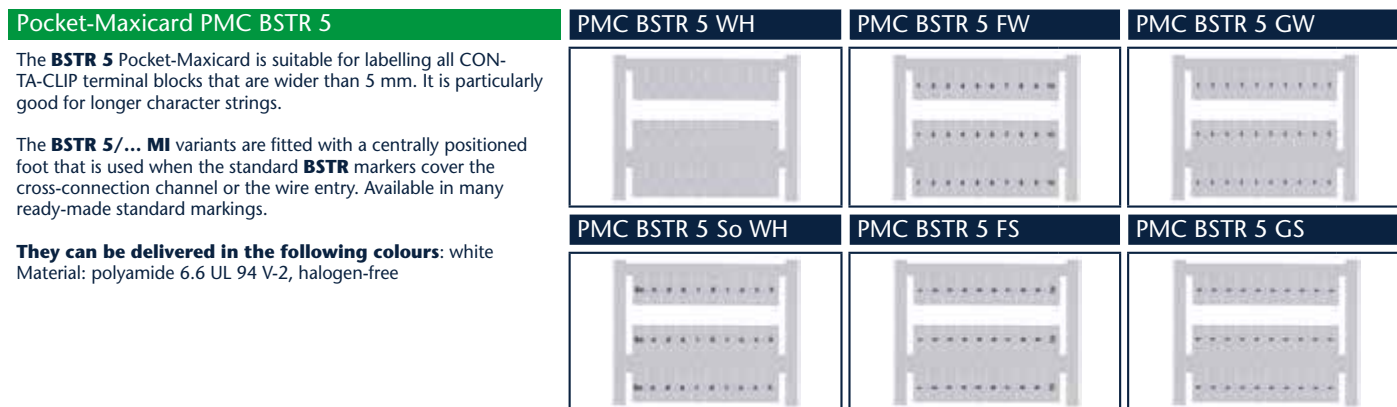 Pocket-Maxicard PMC BSTR 5
The BSTR 5 Pocket-Maxicard is suitable for labelling all CON-
TA-CLIP terminal blocks that are wider than 5 mm. It is particularly
good for longer character strings.
The BSTR 5/... MI variants are fitted with a centrally positioned
foot that is used when the standard BSTR markers cover the
cross-connection channel or the wire entry. Available in many
ready-made standard markings.
They can be delivered in the following colours: white
Material: polyamide 6.6 UL 94 V-2, halogen-free
PMC BSTR 5 WH
PMC BSTR 5 FW
PMC BSTR 5 GW
PMC BSTR 5 So WH
PMC BSTR 5 FS
PMC BSTR 5 GS